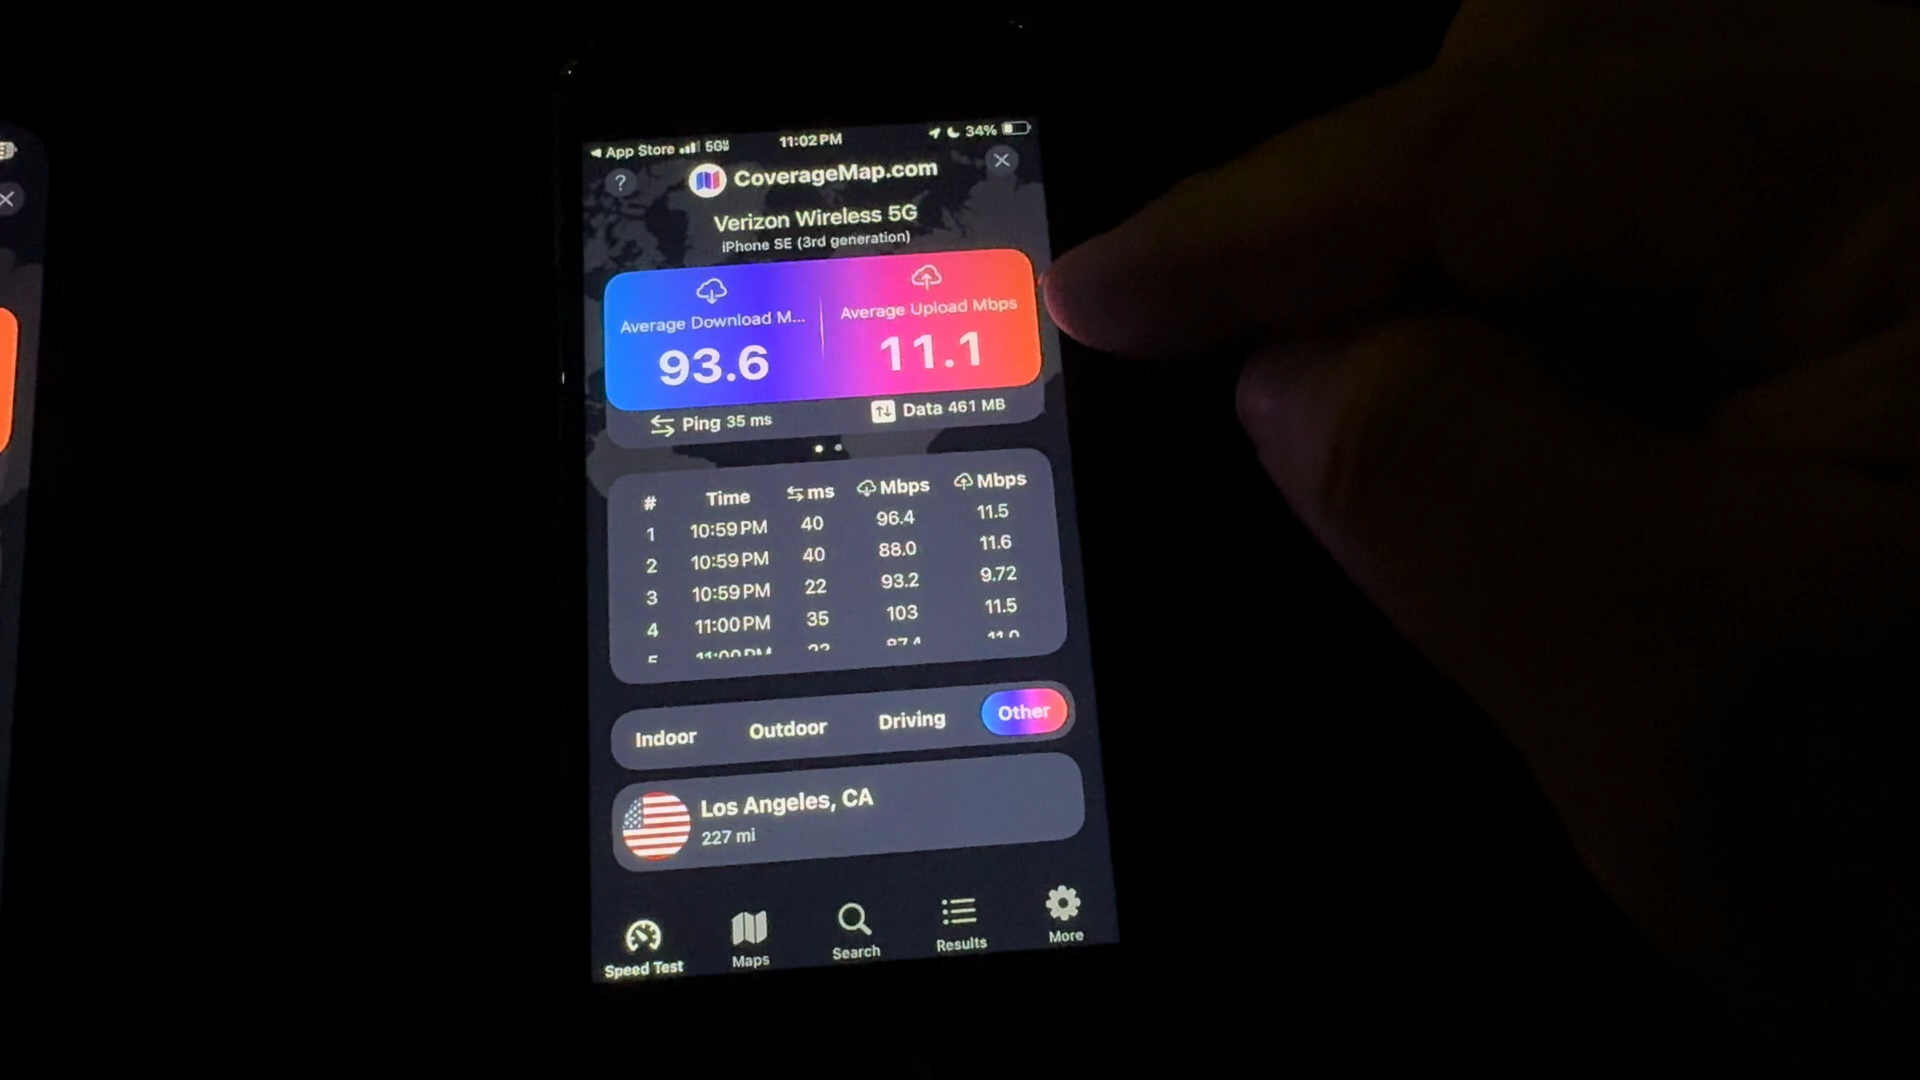 App Store 5G 11:02 PM 34%
? CoverageMap.com
Verizon Wireless 5G
iPhone SE (3rd generation)
Average Download M... Average Upload Mbps
93.6 11.1
Ping 35 ms Data 461 MB
# Time ms Mbps Mbps
1 10:59 PM 40 96.4 11.5
2 10:59 PM 40 88.0 11.6
3 10:59 PM 22 93.2 9.72
4 11:00 PM 35 103 11.5
Indoor Outdoor Driving Other
Los Angeles, CA
227 mi
Speed Test Maps Search Results More